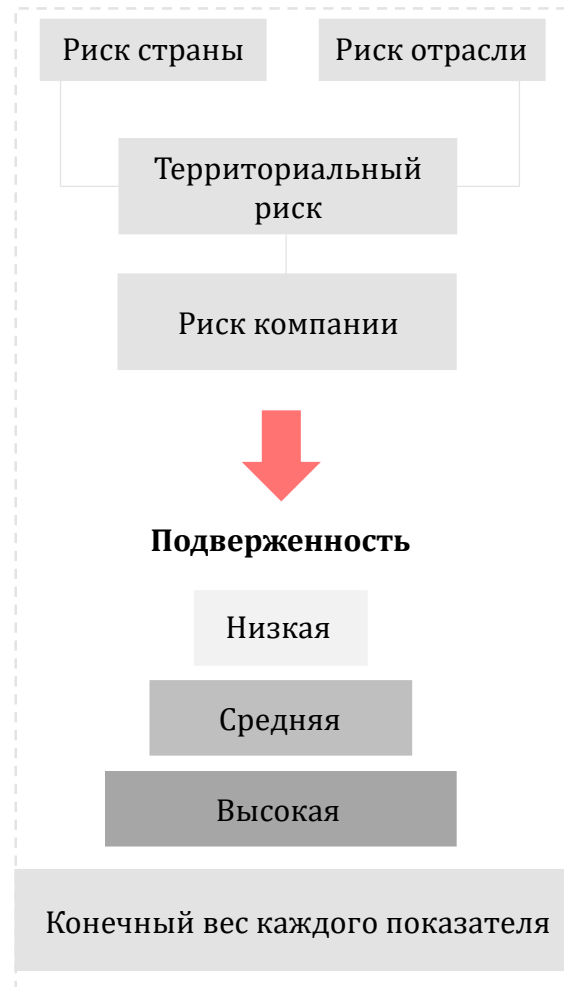 Риск страны
Риск отрасли
Территориальный
риск
Риск компании
Подверженность
Низкая
Средняя
Высокая
Конечный вес каждого показателя